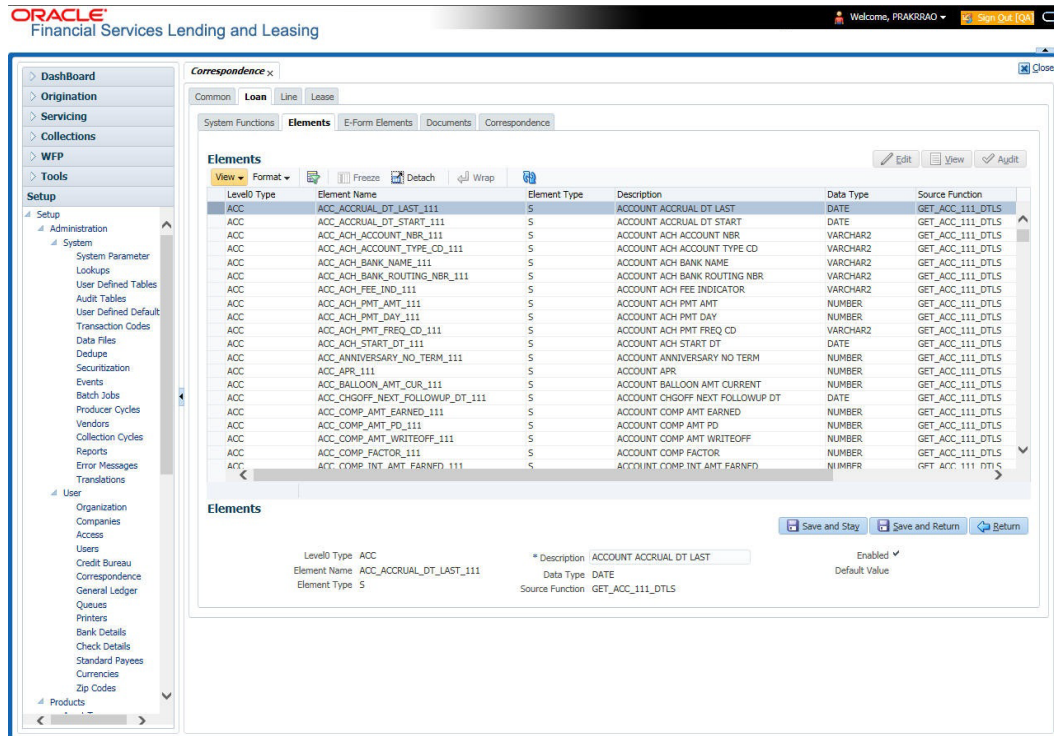 ORACLE
Financial Services Lending and Leasing
Welcome, PRAKRRAO
Sign Out [QA]
Close
DashBoard
Origination
Servicing
Collections
WFP
Tools
Setup
Setup
Administration
System
System Parameter
Lookups
User Defined Tables
Audit Tables
User Defined Default
Transaction Codes
Data Files
Dedupe
Securitization
Events
Batch Jobs
Producer Cycles
Vendors
Collection Cycles
Reports
Error Messages
Translations
User
Organization
Companies
Access
Users
Credit Bureau
Correspondence
General Ledger
Queues
Printers
Bank Details
Check Details
Standard Payees
Currencies
Zip Codes
Products
Correspondence
Common Loan Line Lease
System Functions Elements E-Form Elements Documents Correspondence
Elements
Edit View Audit
View Format Freeze Detach Wrap
Level0 Type Element Name Element Type Description Data Type Source Function
ACC ACC_ACCRUAL_DT_LAST_111 S ACCOUNT ACCRUAL DT LAST DATE GET_ACC_111_DTLS
ACC ACC_ACCRUAL_DT_START_111 S ACCOUNT ACCRUAL DT START DATE GET_ACC_111_DTLS
ACC ACC_ACH_ACCOUNT_NBR_111 S ACCOUNT ACH ACCOUNT NBR VARCHAR2 GET_ACC_111_DTLS
ACC ACC_ACH_ACCOUNT_TYPE_CD_111 S ACCOUNT ACH ACCOUNT TYPE CD VARCHAR2 GET_ACC_111_DTLS
ACC ACC_ACH_BANK_NAME_111 S ACCOUNT ACH BANK NAME VARCHAR2 GET_ACC_111_DTLS
ACC ACC_ACH_BANK_ROUTING_NBR_111 S ACCOUNT ACH BANK ROUTING NBR VARCHAR2 GET_ACC_111_DTLS
ACC ACC_ACH_FEE_IND_111 S ACCOUNT ACH FEE INDICATOR VARCHAR2 GET_ACC_111_DTLS
ACC ACC_ACH_PMT_AMT_111 S ACCOUNT ACH PMT AMT NUMBER GET_ACC_111_DTLS
ACC ACC_ACH_PMT_DAY_111 S ACCOUNT ACH PMT DAY NUMBER GET_ACC_111_DTLS
ACC ACC_ACH_PMT_FREQ_CD_111 S ACCOUNT ACH PMT FREQ CD VARCHAR2 GET_ACC_111_DTLS
ACC ACC_ACH_START_DT_111 S ACCOUNT ACH START DT DATE GET_ACC_111_DTLS
ACC ACC_ANNIVERSARY_NO_TERM_111 S ACCOUNT ANNIVERSARY NO TERM NUMBER GET_ACC_111_DTLS
ACC ACC_APR_111 S ACCOUNT APR NUMBER GET_ACC_111_DTLS
ACC ACC_BALLOON_AMT_CUR_111 S ACCOUNT BALLOON AMT CURRENT NUMBER GET_ACC_111_DTLS
ACC ACC_CHGOFF_NEXT_FOLLOWUP_DT_111 S ACCOUNT CHGOFF NEXT FOLLOWUP DT DATE GET_ACC_111_DTLS
ACC ACC_COMP_AMT_EARNED_111 S ACCOUNT COMP AMT EARNED NUMBER GET_ACC_111_DTLS
ACC ACC_COMP_AMT_PD_111 S ACCOUNT COMP AMT PD NUMBER GET_ACC_111_DTLS
ACC ACC_COMP_AMT_WRITEOFF_111 S ACCOUNT COMP AMT WRITEOFF NUMBER GET_ACC_111_DTLS
ACC ACC_COMP_FACTOR_111 S ACCOUNT COMP FACTOR NUMBER GET_ACC_111_DTLS
ACC ACC_COMP_INT_AMT_EARNED_111 S ACCOUNT COMP INT AMT EARNED NUMBER GET_ACC_111_DTLS
Elements
Save and Stay Save and Return Return
Level0 Type ACC * Description ACCOUNT ACCRUAL DT LAST Enabled
Element Name ACC_ACCRUAL_DT_LAST_111 Data Type DATE Default Value
Element Type S Source Function GET_ACC_111_DTLS